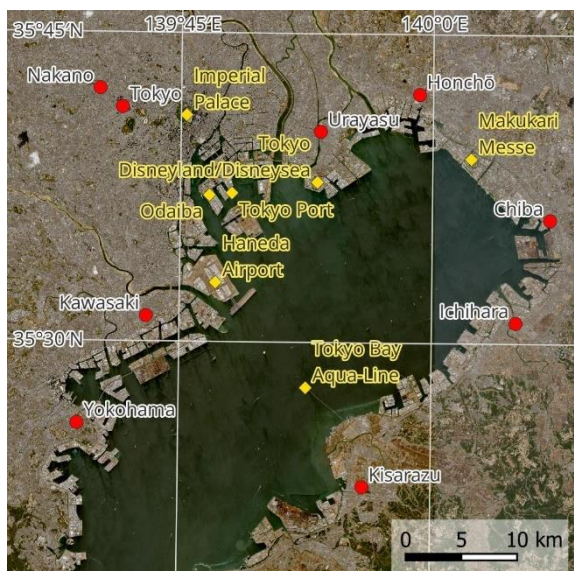 139°45'E
140°0'E
35°45'N
Nakano
Tokyo
Imperial
Palace
Honchō
Urayasu
Makukari
Messe
Tokyo
Disneyland/Disneysea
Odaiba
Tokyo Port
Chiba
Haneda
Airport
Kawasaki
Ichihara
35°30'N
Tokyo Bay
Aqua-Line
Yokohama
Kisarazu
0 5 10 km